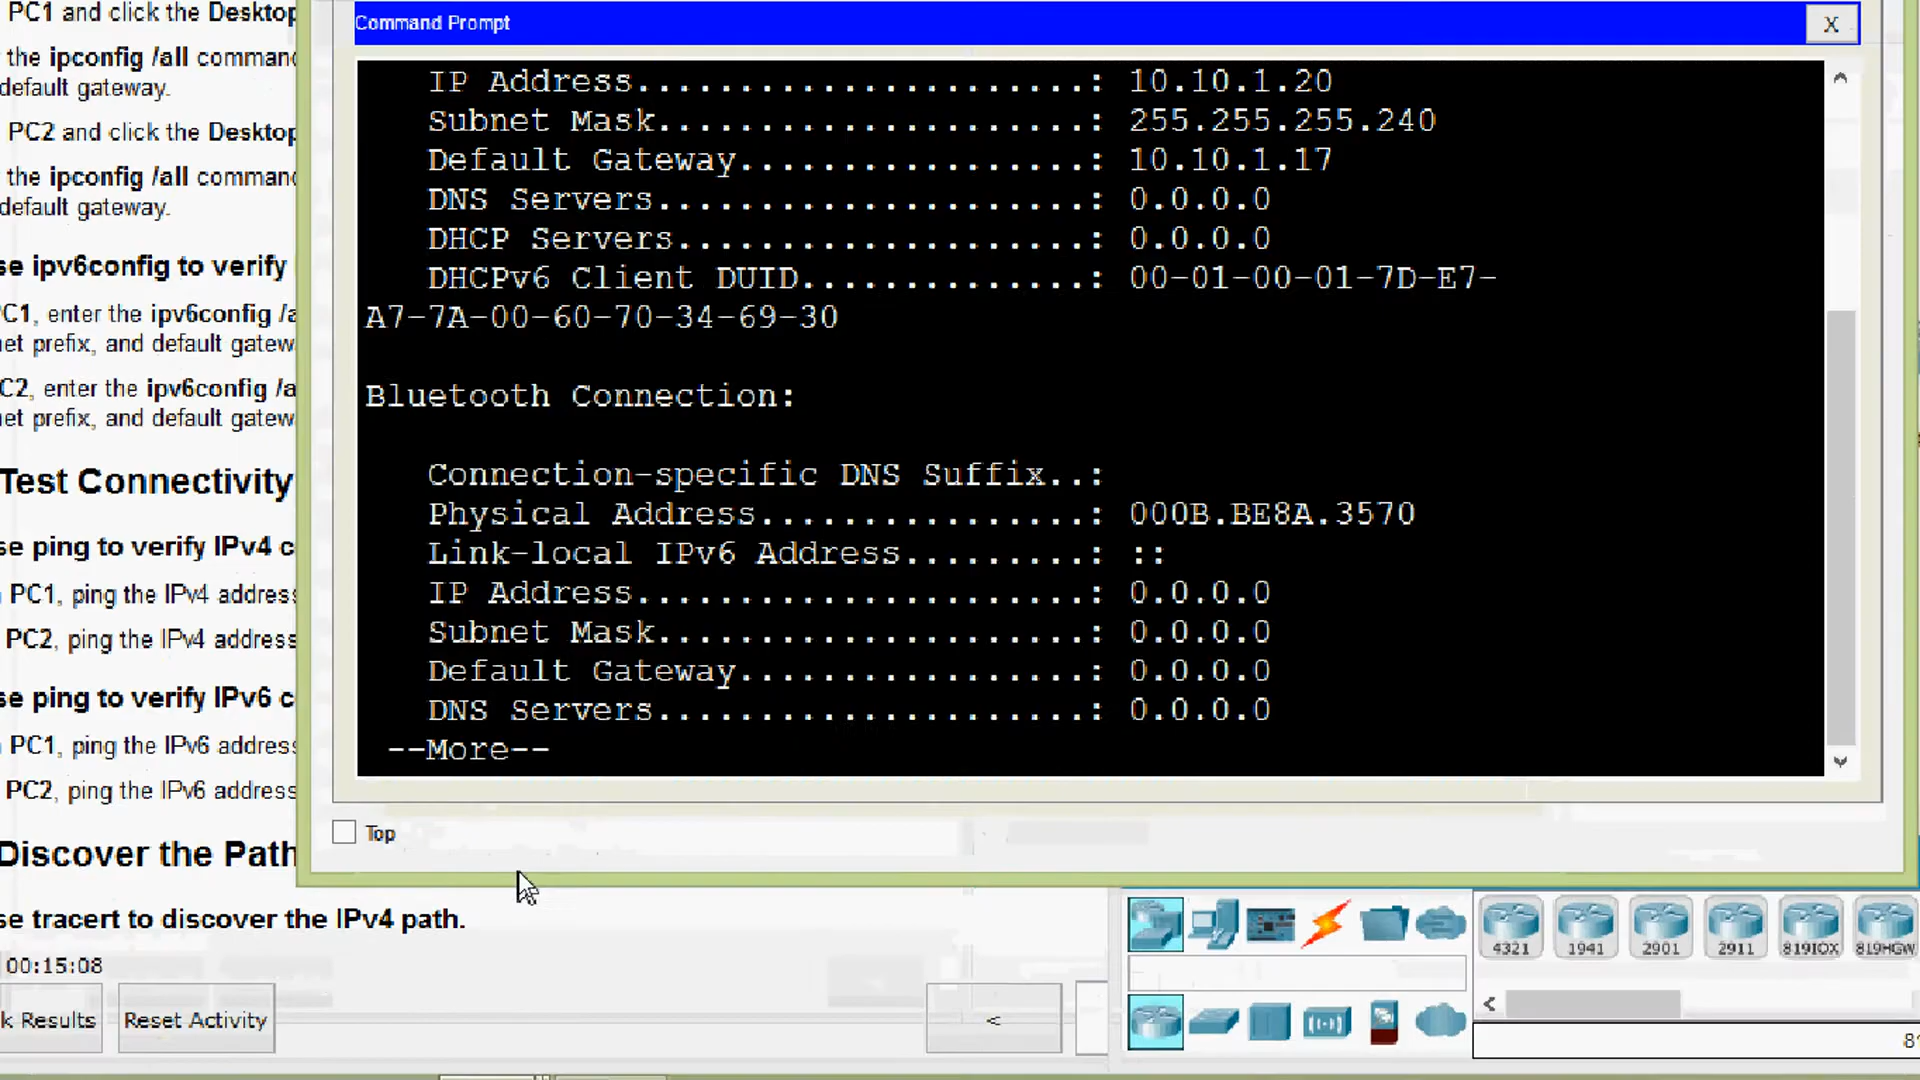 PC1 and click the Desktop
the ipconfig /all command
default gateway.
PC2 and click the Desktop
the ipconfig /all command
default gateway.
se ipv6config to verify
C1, enter the ipv6config /a
et prefix, and default gatew
C2, enter the ipv6config /a
et prefix, and default gatew
Test Connectivity
se ping to verify IPv4 c
PC1, ping the IPv4 address
PC2, ping the IPv4 address
se ping to verify IPv6 c
PC1, ping the IPv6 address
PC2, ping the IPv6 address
Discover the Path
se tracert to discover the IPv4 path.
00:15:08
k Results
Reset Activity
<
Command Prompt
X
IP Address......................: 10.10.1.20
Subnet Mask.....................: 255.255.255.240
Default Gateway.................: 10.10.1.17
DNS Servers.....................: 0.0.0.0
DHCP Servers....................: 0.0.0.0
DHCPv6 Client DUID..............: 00-01-00-01-7D-E7-
A7-7A-00-60-70-34-69-30
Bluetooth Connection:
Connection-specific DNS Suffix..:
Physical Address................: 000B.BE8A.3570
Link-local IPv6 Address.........: ::
IP Address......................: 0.0.0.0
Subnet Mask.....................: 0.0.0.0
Default Gateway.................: 0.0.0.0
DNS Servers.....................: 0.0.0.0
--More--
Top
4321
1941
2901
2911
819IOX
819HGW
<
81